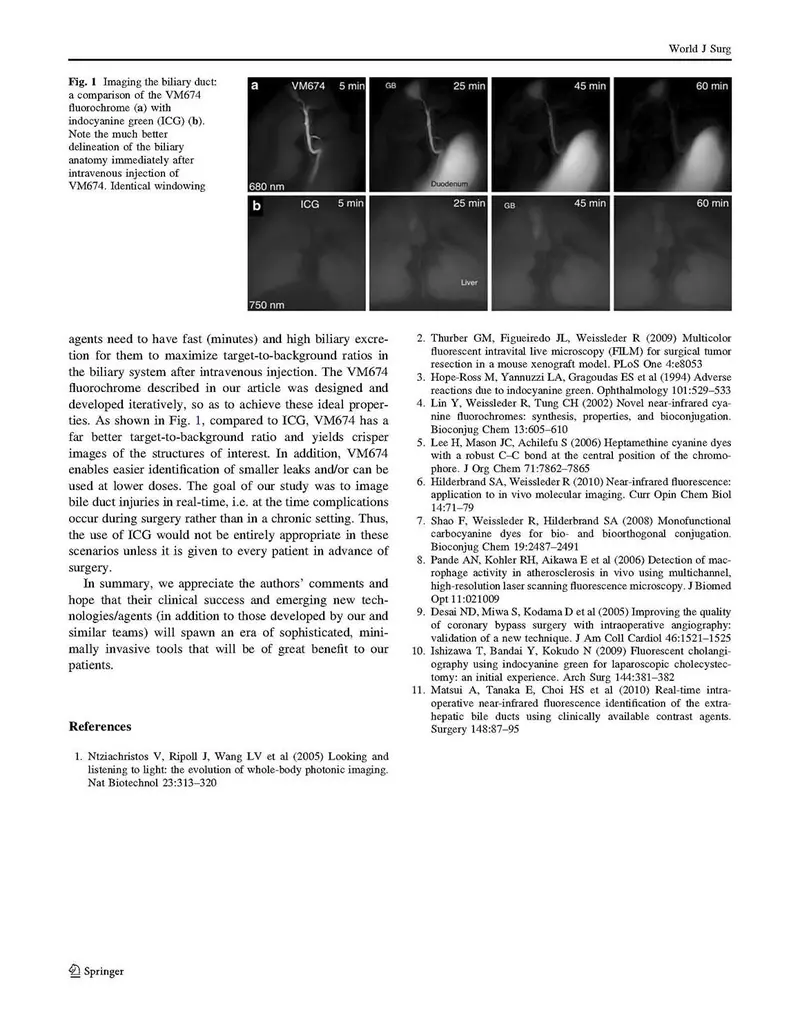 World J Surg
Fig. 1 Imaging the biliary duct:
a comparison of the VM674
fluorochrome (a) with
indocyanine green (ICG) (b).
Note the much better
delineation of the biliary
anatomy immediately after
intravenous injection of
VM674. Identical windowing
a VM674 5 min
GB 25 min
45 min
60 min
680 nm
Duodenum
b ICG 5 min
25 min
GB 45 min
60 min
Liver
750 nm
agents need to have fast (minutes) and high biliary excre-
tion for them to maximize target-to-background ratios in
the biliary system after intravenous injection. The VM674
fluorochrome described in our article was designed and
developed iteratively, so as to achieve these ideal proper-
ties. As shown in Fig. 1, compared to ICG, VM674 has a
far better target-to-background ratio and yields crisper
images of the structures of interest. In addition, VM674
enables easier identification of smaller leaks and/or can be
used at lower doses. The goal of our study was to image
bile duct injuries in real-time, i.e. at the time complications
occur during surgery rather than in a chronic setting. Thus,
the use of ICG would not be entirely appropriate in these
scenarios unless it is given to every patient in advance of
surgery.
In summary, we appreciate the authors' comments and
hope that their clinical success and emerging new tech-
nologies/agents (in addition to those developed by our and
similar teams) will spawn an era of sophisticated, mini-
mally invasive tools that will be of great benefit to our
patients.
References
1. Ntziachristos V, Ripoll J, Wang LV et al (2005) Looking and
listening to light: the evolution of whole-body photonic imaging.
Nat Biotechnol 23:313–320
2. Thurber GM, Figueiredo JL, Weissleder R (2009) Multicolor
fluorescent intravital live microscopy (FILM) for surgical tumor
resection in a mouse xenograft model. PLoS One 4:e8053
3. Hope-Ross M, Yannuzzi LA, Gragoudas ES et al (1994) Adverse
reactions due to indocyanine green. Ophthalmology 101:529–533
4. Lin Y, Weissleder R, Tung CH (2002) Novel near-infrared cya-
nine fluorochromes: synthesis, properties, and bioconjugation.
Bioconjug Chem 13:605–610
5. Lee H, Mason JC, Achilefu S (2006) Heptamethine cyanine dyes
with a robust C–C bond at the central position of the chromo-
phore. J Org Chem 71:7862–7865
6. Hilderbrand SA, Weissleder R (2010) Near-infrared fluorescence:
application to in vivo molecular imaging. Curr Opin Chem Biol
14:71–79
7. Shao F, Weissleder R, Hilderbrand SA (2008) Monofunctional
carbocyanine dyes for bio- and bioorthogonal conjugation.
Bioconjug Chem 19:2487–2491
8. Pande AN, Kohler RH, Aikawa E et al (2006) Detection of mac-
rophage activity in atherosclerosis in vivo using multichannel,
high-resolution laser scanning fluorescence microscopy. J Biomed
Opt 11:021009
9. Desai ND, Miwa S, Kodama D et al (2005) Improving the quality
of coronary bypass surgery with intraoperative angiography:
validation of a new technique. J Am Coll Cardiol 46:1521–1525
10. Ishizawa T, Bandai Y, Kokudo N (2009) Fluorescent cholangi-
ography using indocyanine green for laparoscopic cholecystec-
tomy: an initial experience. Arch Surg 144:381–382
11. Matsui A, Tanaka E, Choi HS et al (2010) Real-time intra-
operative near-infrared fluorescence identification of the extra-
hepatic bile ducts using clinically available contrast agents.
Surgery 148:87–95
Springer